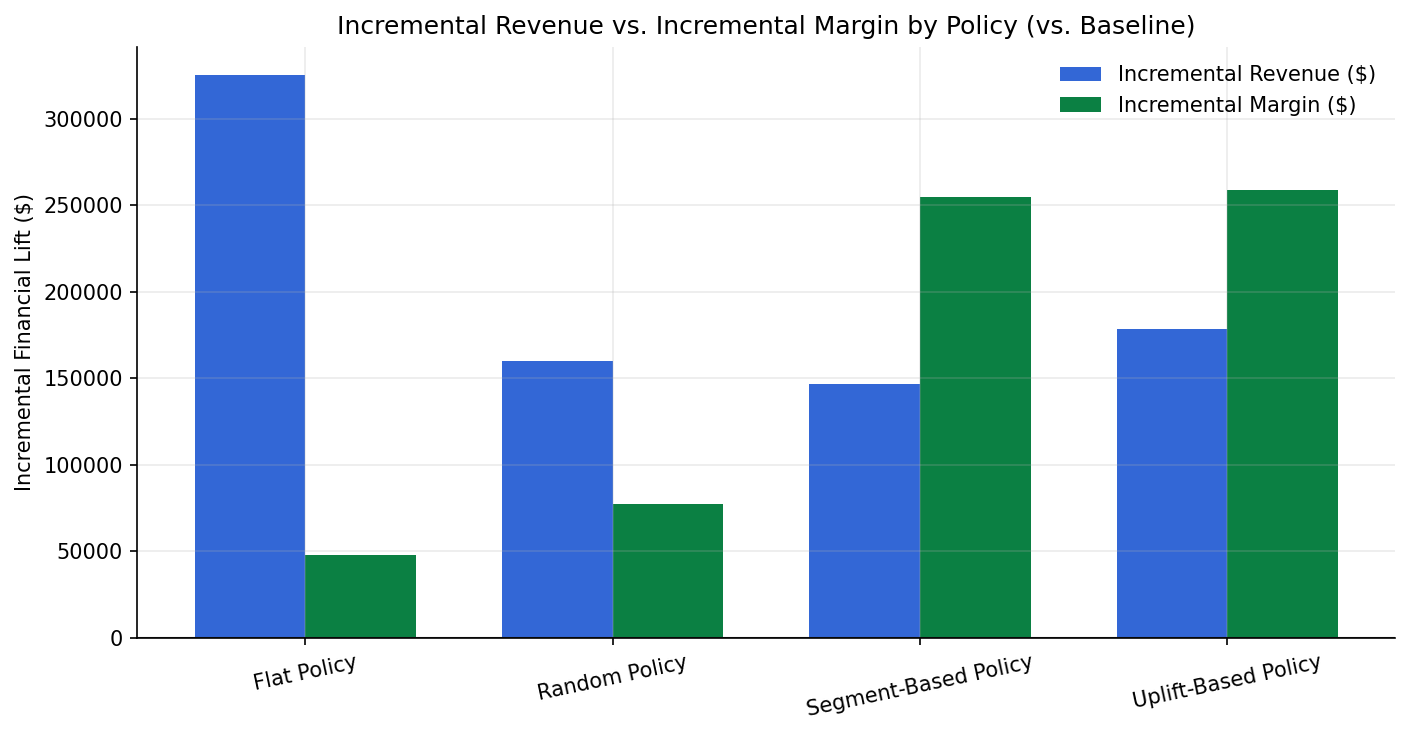 Incremental Revenue vs. Incremental Margin by Policy (vs. Baseline)
Incremental Revenue ($)
Incremental Margin ($)
Incremental Financial Lift ($)
300000
250000
200000
150000
100000
50000
0
Flat Policy
Random Policy
Segment-Based Policy
Uplift-Based Policy